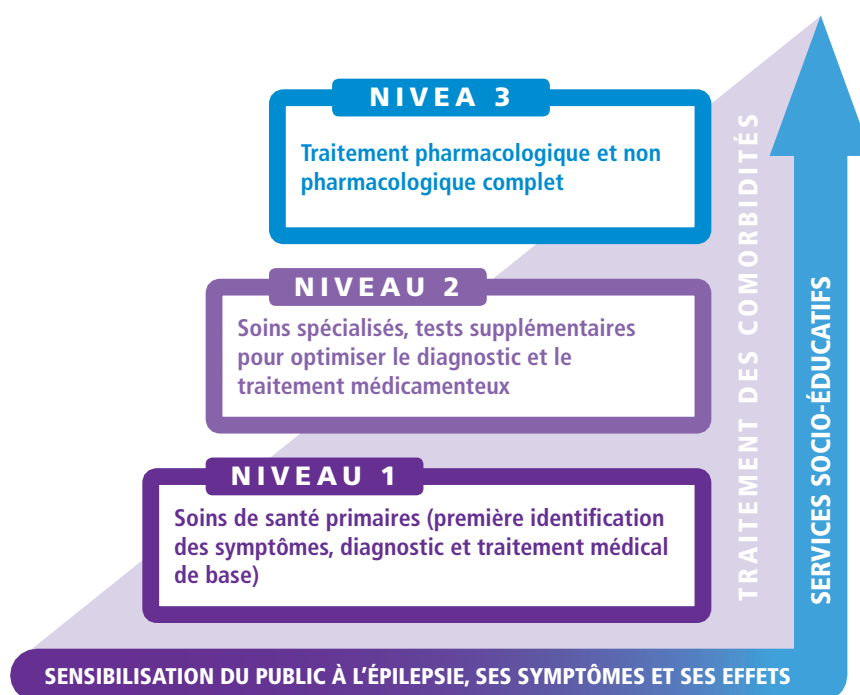 NIVEA 3
Traitement pharmacologique et non
pharmacologique complet
NIVEAU 2
Soins spécialisés, tests supplémentaires
pour optimiser le diagnostic et le
traitement médicamenteux
NIVEAU 1
Soins de santé primaires (première identification
des symptômes, diagnostic et traitement médical
de base)
TRAITEMENT DES COMORBIDITÉS
SERVICES SOCIO-ÉDUCATIFS
SENSIBILISATION DU PUBLIC À L’ÉPILEPSIE, SES SYMPTÔMES ET SES EFFETS